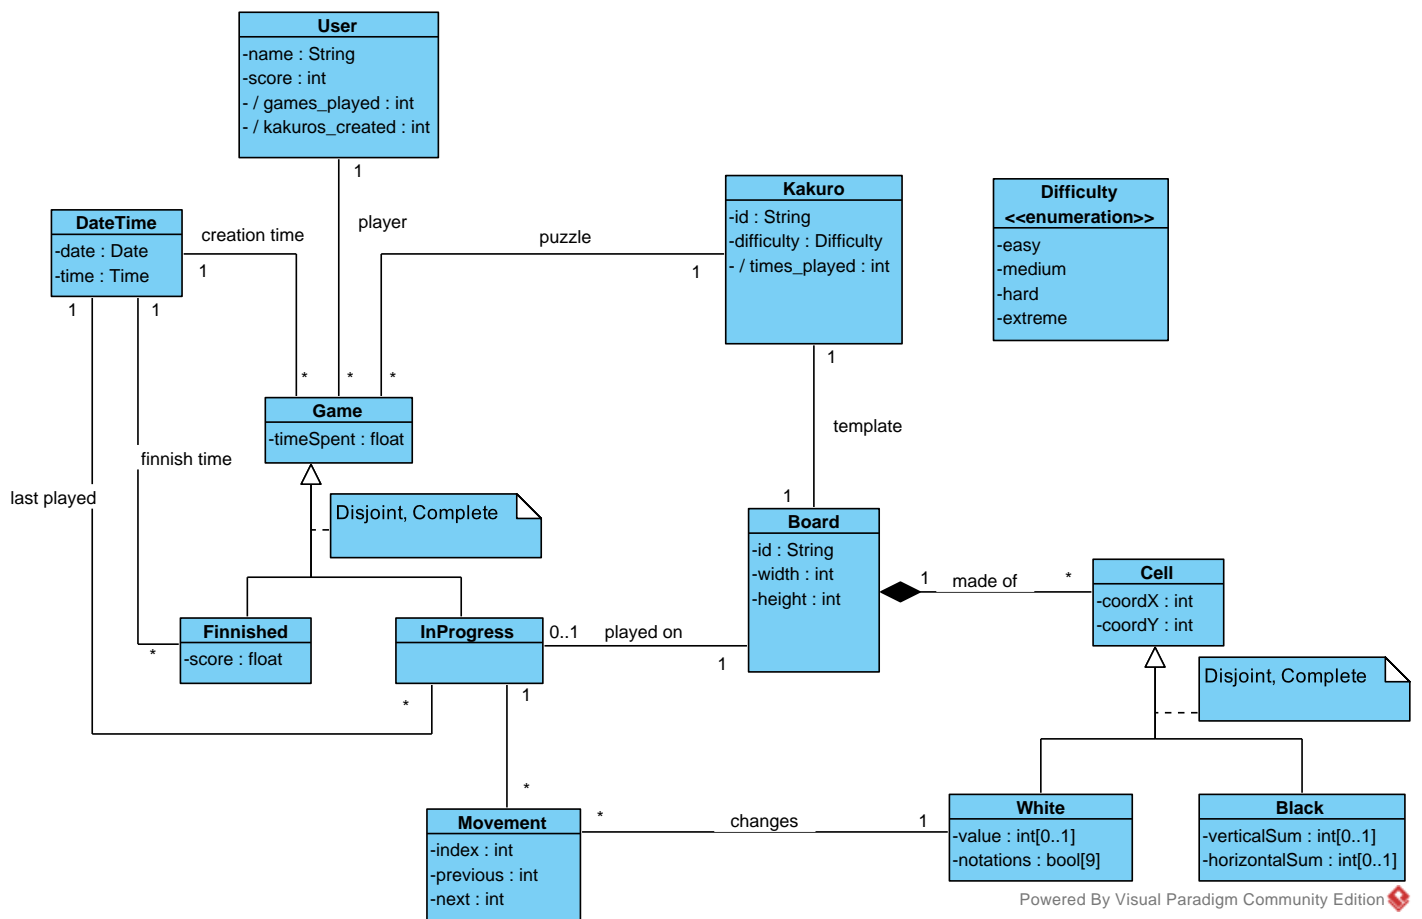 User
-name : String
-score : int
- / games_played : int
- / kakuros_created : int
1
player
*
DateTime
-date : Date
-time : Time
creation time
1
*
1
1
finnish time
*
last played
*
Kakuro
-id : String
-difficulty : Difficulty
- / times_played : int
puzzle
1
*
1
template
1
Difficulty
<<enumeration>>
-easy
-medium
-hard
-extreme
Game
-timeSpent : float
Disjoint, Complete
Finnished
-score : float
InProgress
0..1
played on
1
1
*
Board
-id : String
-width : int
-height : int
1
made of
*
Cell
-coordX : int
-coordY : int
Disjoint, Complete
Movement
-index : int
-previous : int
-next : int
*
changes
1
White
-value : int[0..1]
-notations : bool[9]
Black
-verticalSum : int[0..1]
-horizontalSum : int[0..1]
Powered By Visual Paradigm Community Edition